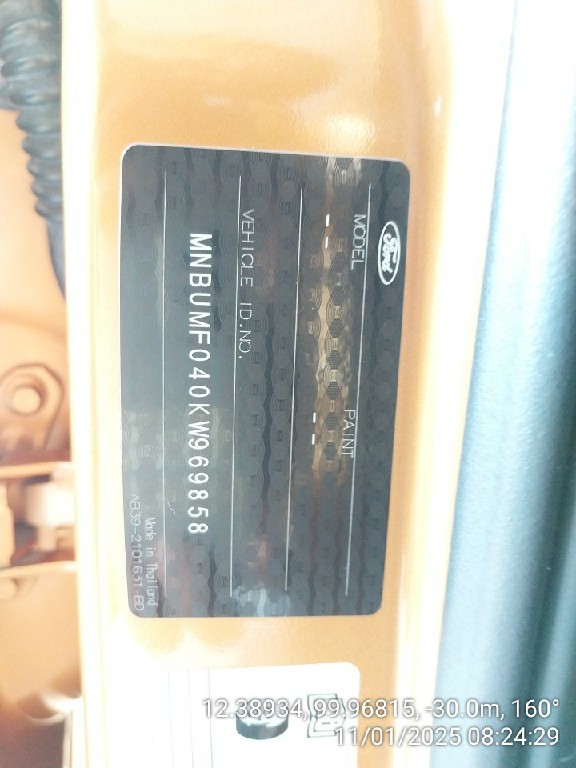 Ford
MODEL PAINT
-- --
VEHICLE ID.NO.
MNBUMF040KW969858
Made in Thailand
AB39-2101631-BD
12.38934,99.96815,-30.0m, 160°
11/01/2025 08:24:29